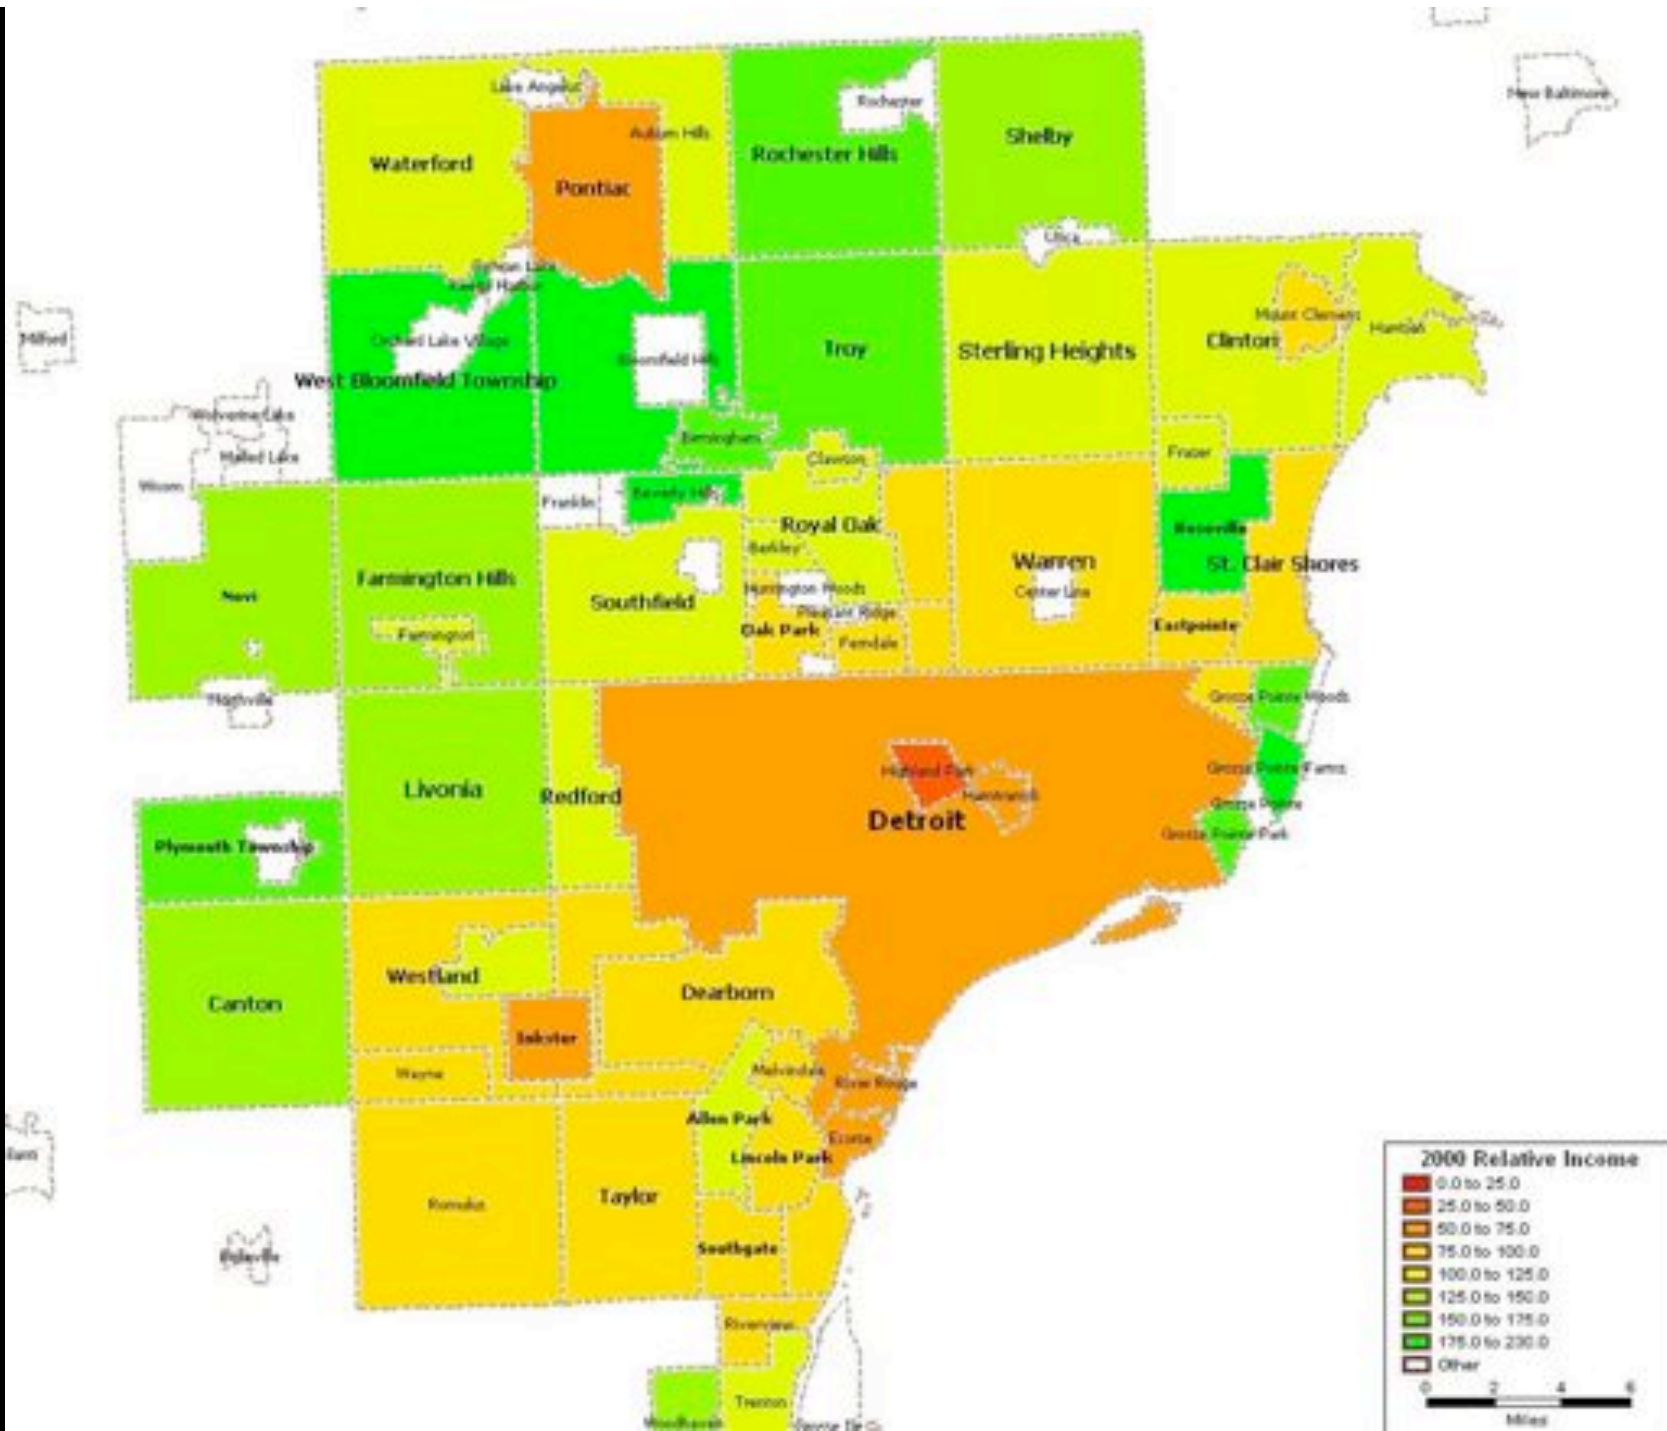 Lake Angelus
New Baltimore
Rochester
Auburn Hills
Shelby
Rochester Hills
Waterford
Pontiac
Utica
Mount Clemens
Milford
Orchard Lake Village
Clinton
Troy
Sterling Heights
Bloomfield Hills
West Bloomfield Township
Wolverine Lake
Birmingham
Walled Lake
Clawson
Fraser
Wixom
Franklin
Beverly Hills
Royal Oak
Roseville
Berkley
Warren
St. Clair Shores
Farmington Hills
Huntington Woods
Center Line
Novi
Southfield
Pleasant Ridge
Oak Park
Eastpointe
Farmington
Ferndale
Northville
Grosse Pointe Woods
Highland Park
Grosse Pointe Farms
Livonia
Redford
Hamtramck
Grosse Pointe
Detroit
Grosse Pointe Park
Plymouth Township
Westland
Dearborn
Canton
Inkster
Wayne
Melvindale
River Rouge
Allen Park
Ecorse
Lincoln Park
Taylor
Romulus
Southgate
Belleville
Riverview
Trenton
Woodhaven
2000 Relative Income
0.0 to 25.0
25.0 to 50.0
50.0 to 75.0
75.0 to 100.0
100.0 to 125.0
125.0 to 150.0
150.0 to 175.0
175.0 to 230.0
Other
0 2 4 6
Miles